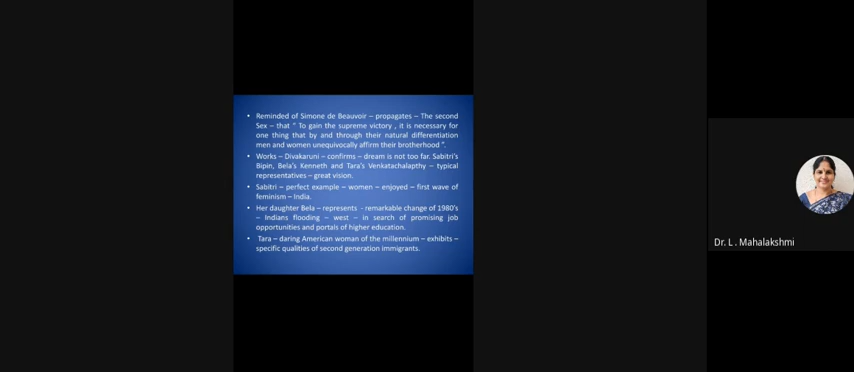 • Reminded of Simone de Beauvoir – propagates – The second
Sex – that " To gain the supreme victory , it is necessary for
one thing that by and through their natural differentiation
men and women unequivocally affirm their brotherhood ".
• Works – Divakaruni – confirms – dream is not too far. Sabitri's
Bipin, Bela's Kenneth and Tara's Venkatachalapthy – typical
representatives – great vision.
• Sabitri – perfect example – women – enjoyed – first wave of
feminism – India.
• Her daughter Bela – represents - remarkable change of 1980's
– Indians flooding – west – in search of promising job
opportunities and portals of higher education.
• Tara – daring American woman of the millennium – exhibits –
specific qualities of second generation immigrants.
Dr. L . Mahalakshmi